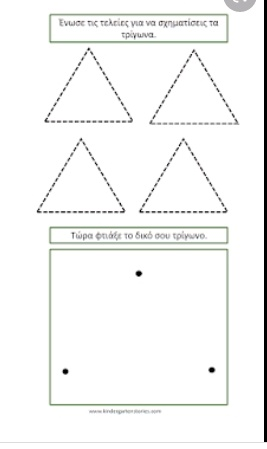 Ένωσε τις τελείες για να σχηματίσεις τα
τρίγωνα.
Τώρα φτιάξε το δικό σου τρίγωνο.
www.kindergartenstories.com